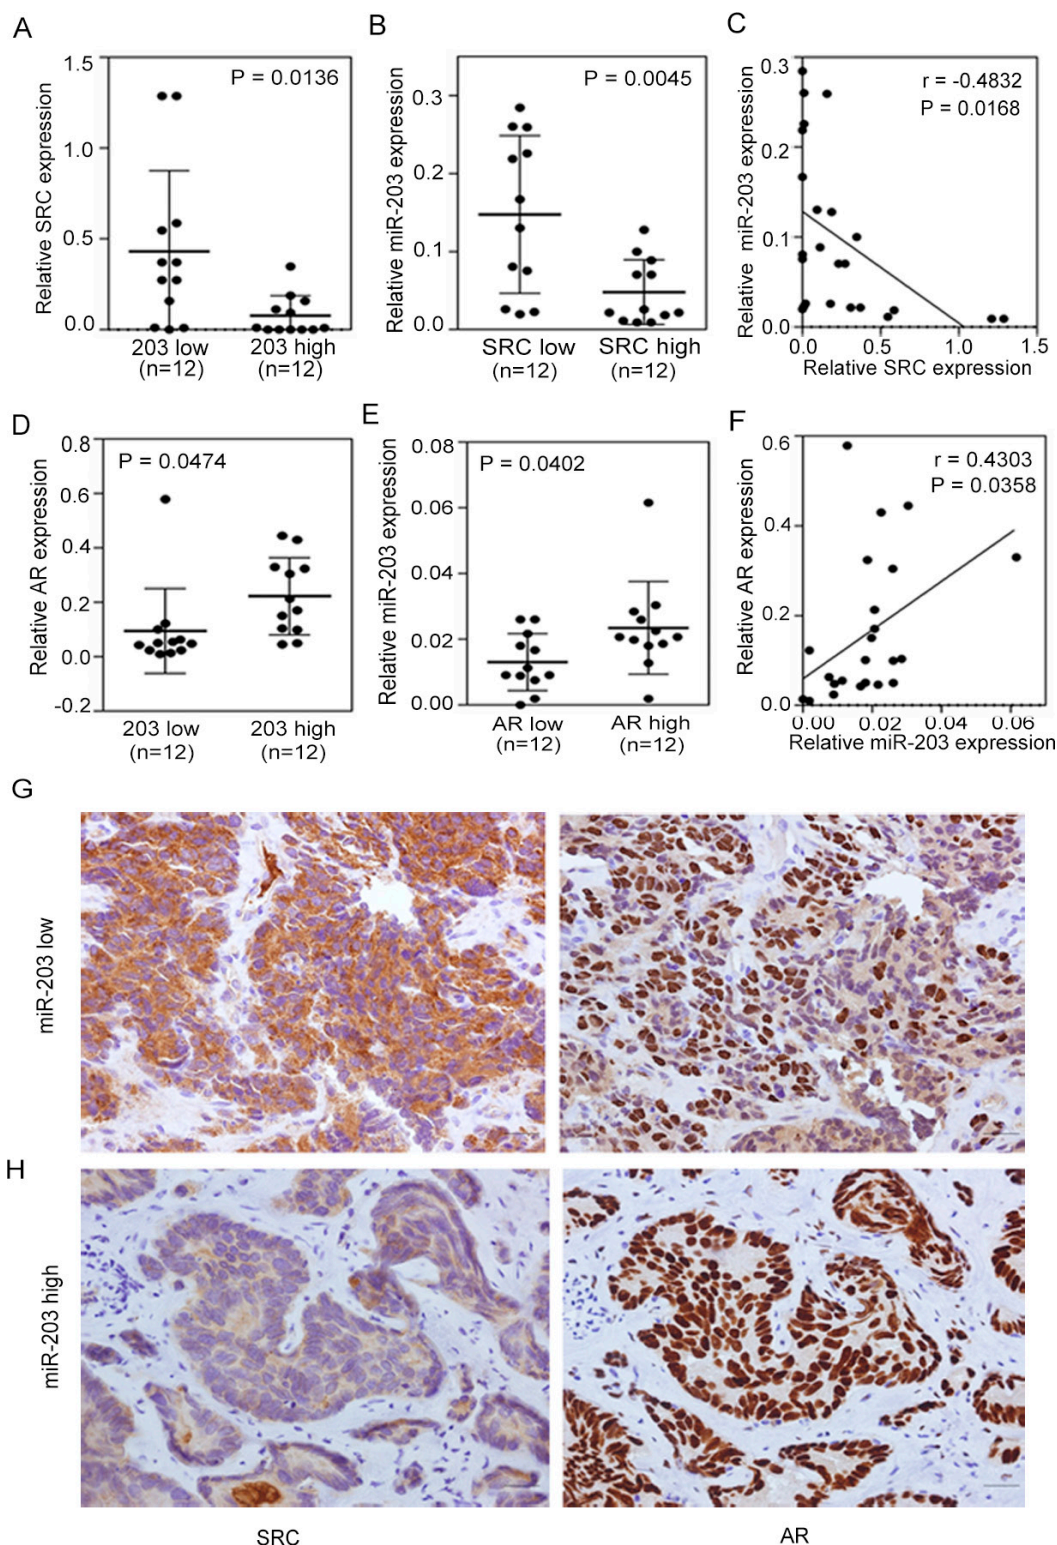 A
Relative SRC expression
1.5
1.0
0.5
0.0
P = 0.0136
203 low
(n=12)
203 high
(n=12)
B
Relative miR-203 expression
0.3
0.2
0.1
0.0
P = 0.0045
SRC low
(n=12)
SRC high
(n=12)
C
Relative miR-203 expression
0.3
0.2
0.1
0.0
r = -0.4832
P = 0.0168
0.0 0.5 1.0 1.5
Relative SRC expression
D
Relative AR expression
0.8
0.6
0.4
0.2
0.0
-0.2
P = 0.0474
203 low
(n=12)
203 high
(n=12)
E
Relative miR-203 expression
0.08
0.06
0.04
0.02
0.00
P = 0.0402
AR low
(n=12)
AR high
(n=12)
F
Relative AR expression
0.6
0.4
0.2
0.0
r = 0.4303
P = 0.0358
0.00 0.02 0.04 0.06
Relative miR-203 expression
G
miR-203 low
H
miR-203 high
SRC
AR